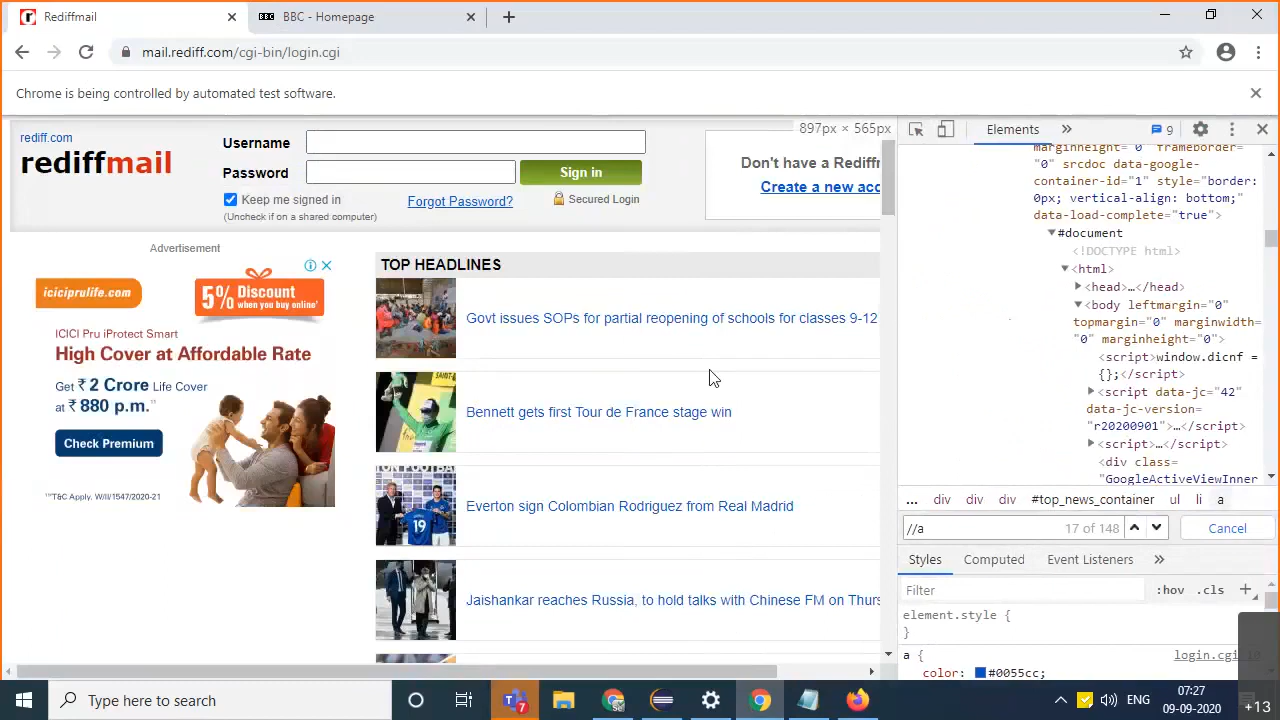 Rediffmail
BBC BBC - Homepage
mail.rediff.com/cgi-bin/login.cgi
Chrome is being controlled by automated test software.
rediff.com
rediffmail
Username
Password
Sign in
Keep me signed in
(Uncheck if on a shared computer)
Forgot Password?
Secured Login
897px × 565px
Don't have a Rediffm
Create a new acc
Advertisement
iciciprulife.com
5% Discount
when you buy online
ICICI Pru iProtect Smart
High Cover at Affordable Rate
Get ₹ 2 Crore Life Cover
at ₹ 880 p.m.
Check Premium
T&C Apply. W/II/1547/2020-21
TOP HEADLINES
Govt issues SOPs for partial reopening of schools for classes 9-12
Bennett gets first Tour de France stage win
Everton sign Colombian Rodriguez from Real Madrid
19
Jaishankar reaches Russia, to hold talks with Chinese FM on Thurs
Elements
9
marginheight="0" frameborder=
"0" srcdoc data-google-
container-id="1" style="border:
0px; vertical-align: bottom;"
data-load-complete="true">
#document
<!DOCTYPE html>
<html>
<head>…</head>
<body leftmargin="0"
topmargin="0" marginwidth=
"0" marginheight="0">
<script>window.dicnf =
{};</script>
<script data-jc="42"
data-jc-version=
"r20200901">…</script>
<script>…</script>
<div class=
"GoogleActiveViewInner
... div div div #top_news_container ul li a
//a 17 of 148 Cancel
Styles Computed Event Listeners
Filter :hov .cls
element.style {
}
a { login.cgi:
color: #0055cc;
Type here to search
7
ENG
07:27
09-09-2020
+13